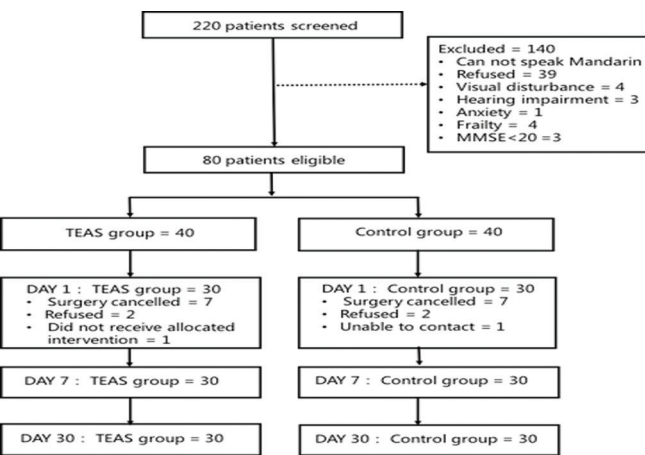 220 patients screened
Excluded = 140
• Can not speak Mandarin
• Refused = 39
• Visual disturbance = 4
• Hearing impairment = 3
• Anxiety = 1
• Frailty = 4
• MMSE<20 =3
80 patients eligible
TEAS group = 40
Control group = 40
DAY 1 : TEAS group = 30
• Surgery cancelled = 7
• Refused = 2
• Did not receive allocated
intervention = 1
DAY 1 : Control group = 30
• Surgery cancelled = 7
• Refused = 2
• Unable to contact = 1
DAY 7 : TEAS group = 30
DAY 7 : Control group = 30
DAY 30 : TEAS group = 30
DAY 30 : Control group = 30